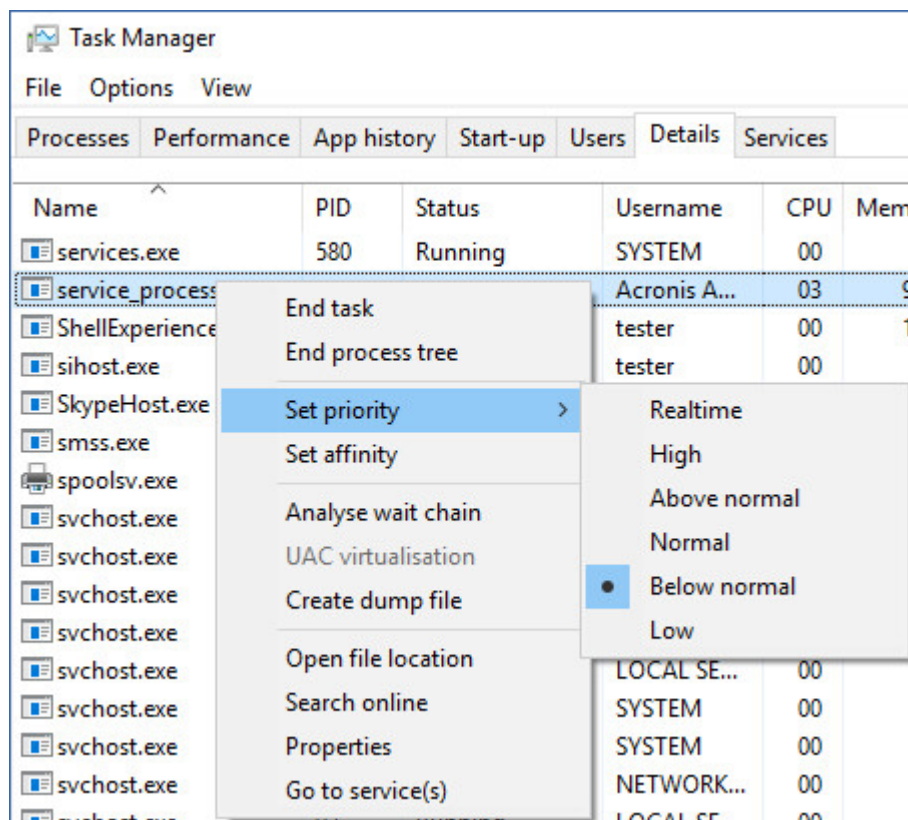 Task Manager
File Options View
Processes Performance App history Start-up Users Details Services
Name PID Status Username CPU Mem
services.exe 580 Running SYSTEM 00
service_process Acronis A... 03 9
ShellExperience tester 00 1
sihost.exe tester 00
SkypeHost.exe
smss.exe
spoolsv.exe
svchost.exe
svchost.exe
svchost.exe
svchost.exe
svchost.exe LOCAL SE... 00
svchost.exe SYSTEM 00
svchost.exe SYSTEM 00
svchost.exe NETWORK... 00
End task
End process tree
Set priority
Set affinity
Analyse wait chain
UAC virtualisation
Create dump file
Open file location
Search online
Properties
Go to service(s)
Realtime
High
Above normal
Normal
Below normal
Low